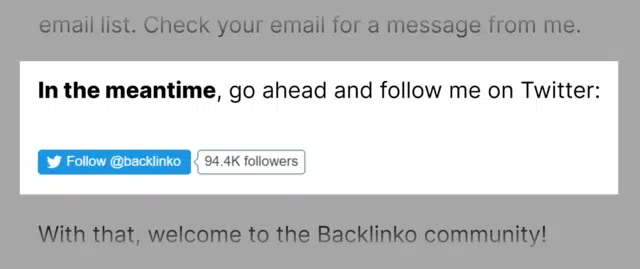 email list. Check your email for a message from me.
In the meantime, go ahead and follow me on Twitter:
Follow @backlinko 94.4K followers
With that, welcome to the Backlinko community!